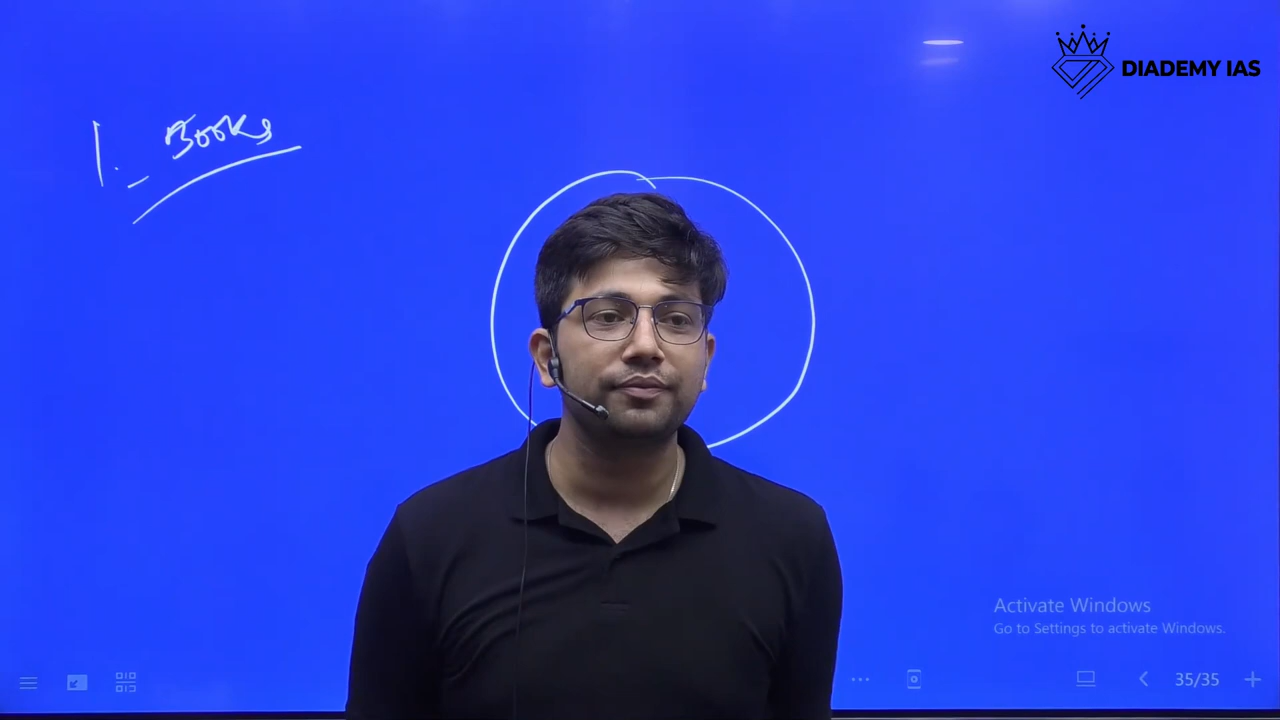 DIADEMY IAS
1. Books
Activate Windows
Go to Settings to activate Windows.
35/35